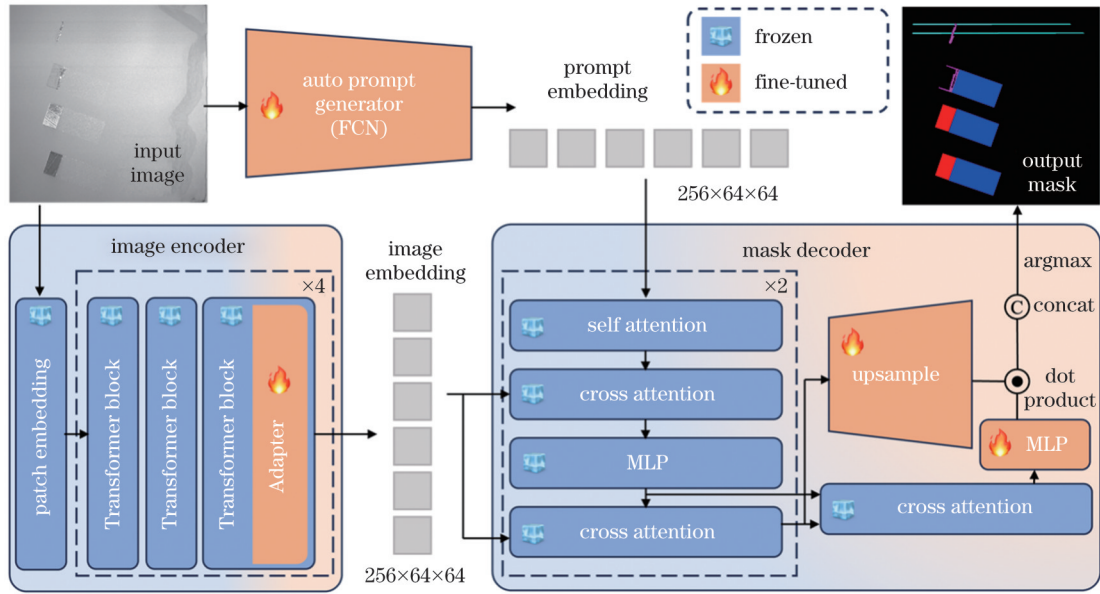 input
image
auto prompt
generator
(FCN)
prompt
embedding
256×64×64
frozen
fine-tuned
output
mask
image encoder
×4
patch embedding
Transformer block
Transformer block
Transformer block
Adapter
image
embedding
256×64×64
mask decoder
×2
self attention
cross attention
MLP
cross attention
upsample
argmax
C
concat
dot
product
MLP
cross attention